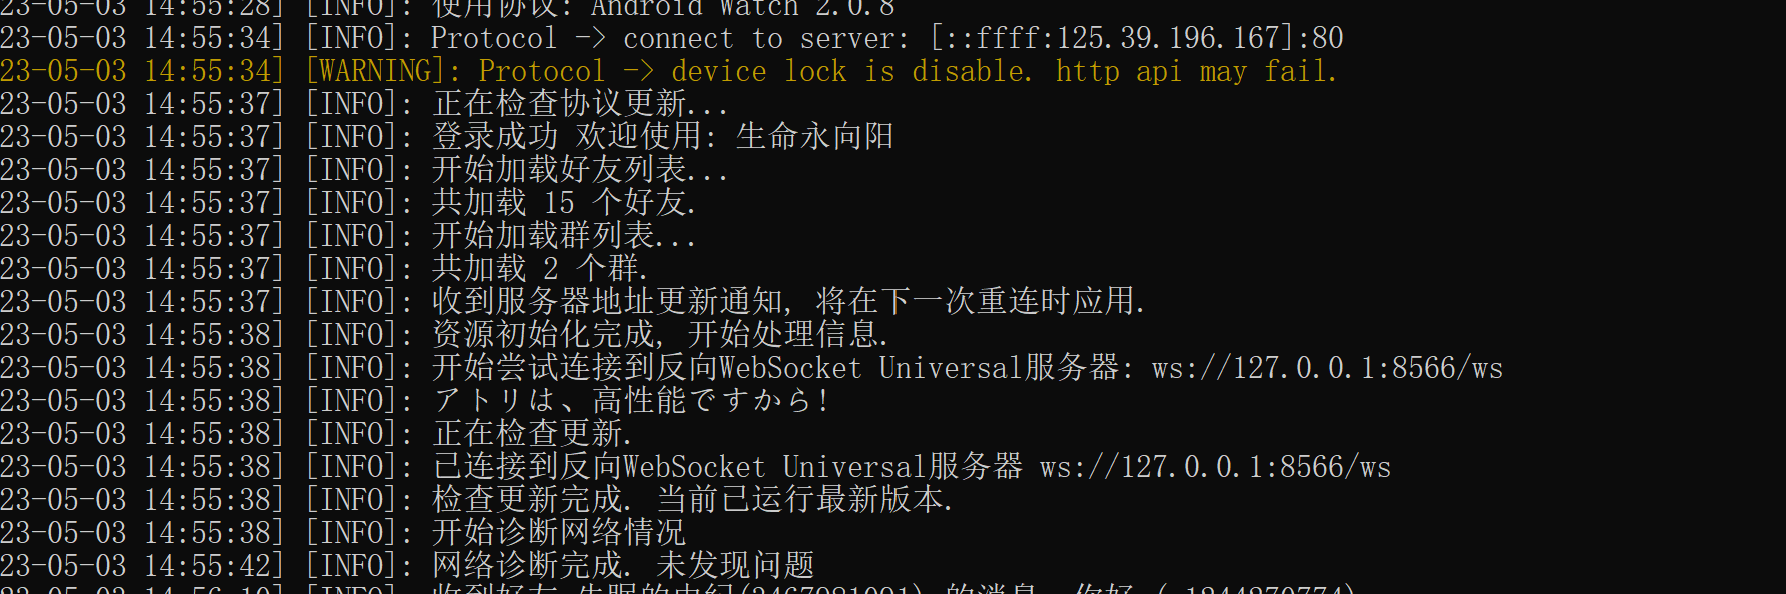 23-05-03 14:55:28] [INFO]: 使用协议: Android Watch 2.0.8
23-05-03 14:55:34] [INFO]: Protocol -> connect to server: [::ffff:125.39.196.167]:80
23-05-03 14:55:34] [WARNING]: Protocol -> device lock is disable. http api may fail.
23-05-03 14:55:37] [INFO]: 正在检查协议更新...
23-05-03 14:55:37] [INFO]: 登录成功 欢迎使用: 生命永向阳
23-05-03 14:55:37] [INFO]: 开始加载好友列表...
23-05-03 14:55:37] [INFO]: 共加载 15 个好友.
23-05-03 14:55:37] [INFO]: 开始加载群列表...
23-05-03 14:55:37] [INFO]: 共加载 2 个群.
23-05-03 14:55:37] [INFO]: 收到服务器地址更新通知, 将在下一次重连时应用.
23-05-03 14:55:38] [INFO]: 资源初始化完成, 开始处理信息.
23-05-03 14:55:38] [INFO]: 开始尝试连接到反向WebSocket Universal服务器: ws://127.0.0.1:8566/ws
23-05-03 14:55:38] [INFO]: アトリは、高性能ですから!
23-05-03 14:55:38] [INFO]: 正在检查更新.
23-05-03 14:55:38] [INFO]: 已连接到反向WebSocket Universal服务器 ws://127.0.0.1:8566/ws
23-05-03 14:55:38] [INFO]: 检查更新完成. 当前已运行最新版本.
23-05-03 14:55:38] [INFO]: 开始诊断网络情况
23-05-03 14:55:42] [INFO]: 网络诊断完成. 未发现问题
23-05-03 14:56:10] [INFO]: 收到好友